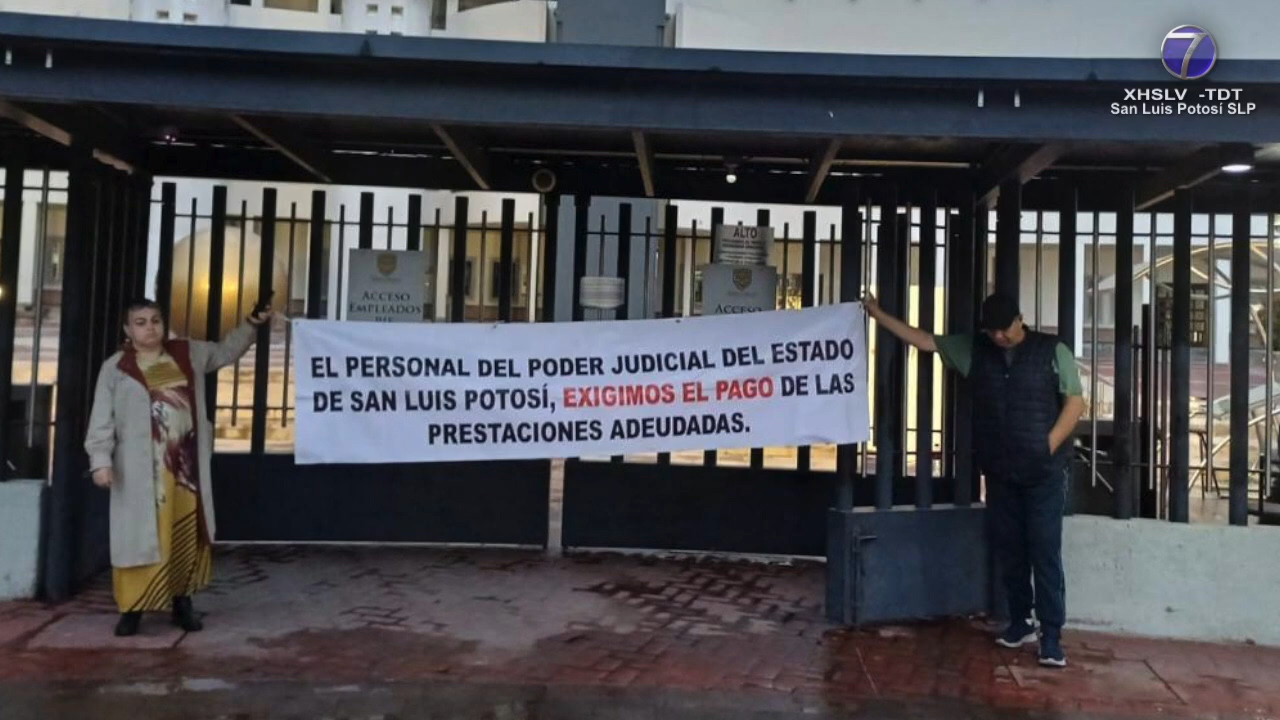 7
XHSLV -TDT
San Luis Potosí SLP
ALTO
ACCESO
EMPLEADOS
ACCESO
EL PERSONAL DEL PODER JUDICIAL DEL ESTADO
DE SAN LUIS POTOSÍ, EXIGIMOS EL PAGO DE LAS
PRESTACIONES ADEUDADAS.